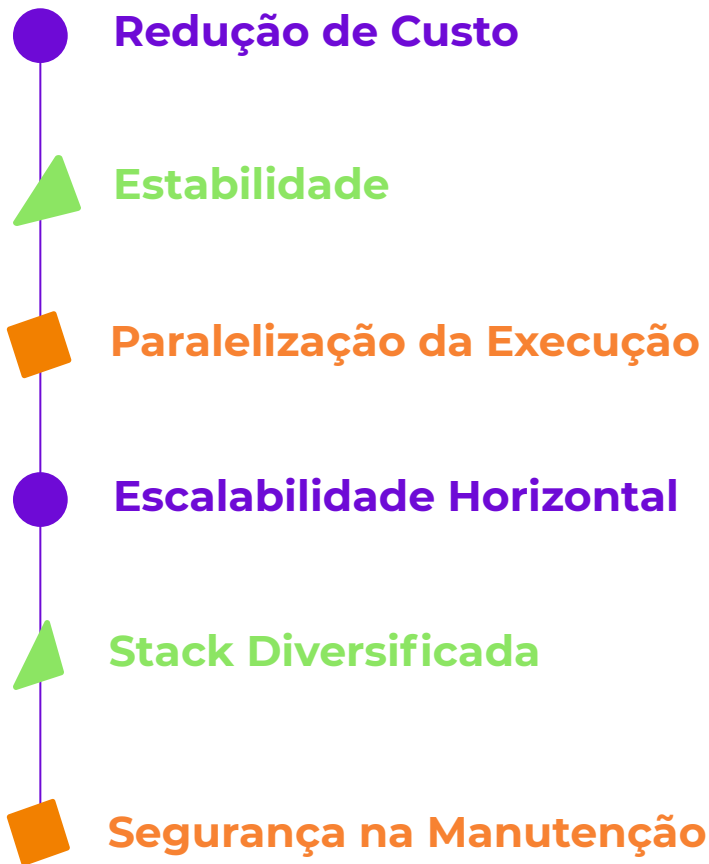 Redução de Custo
Estabilidade
Paralelização da Execução
Escalabilidade Horizontal
Stack Diversificada
Segurança na Manutenção